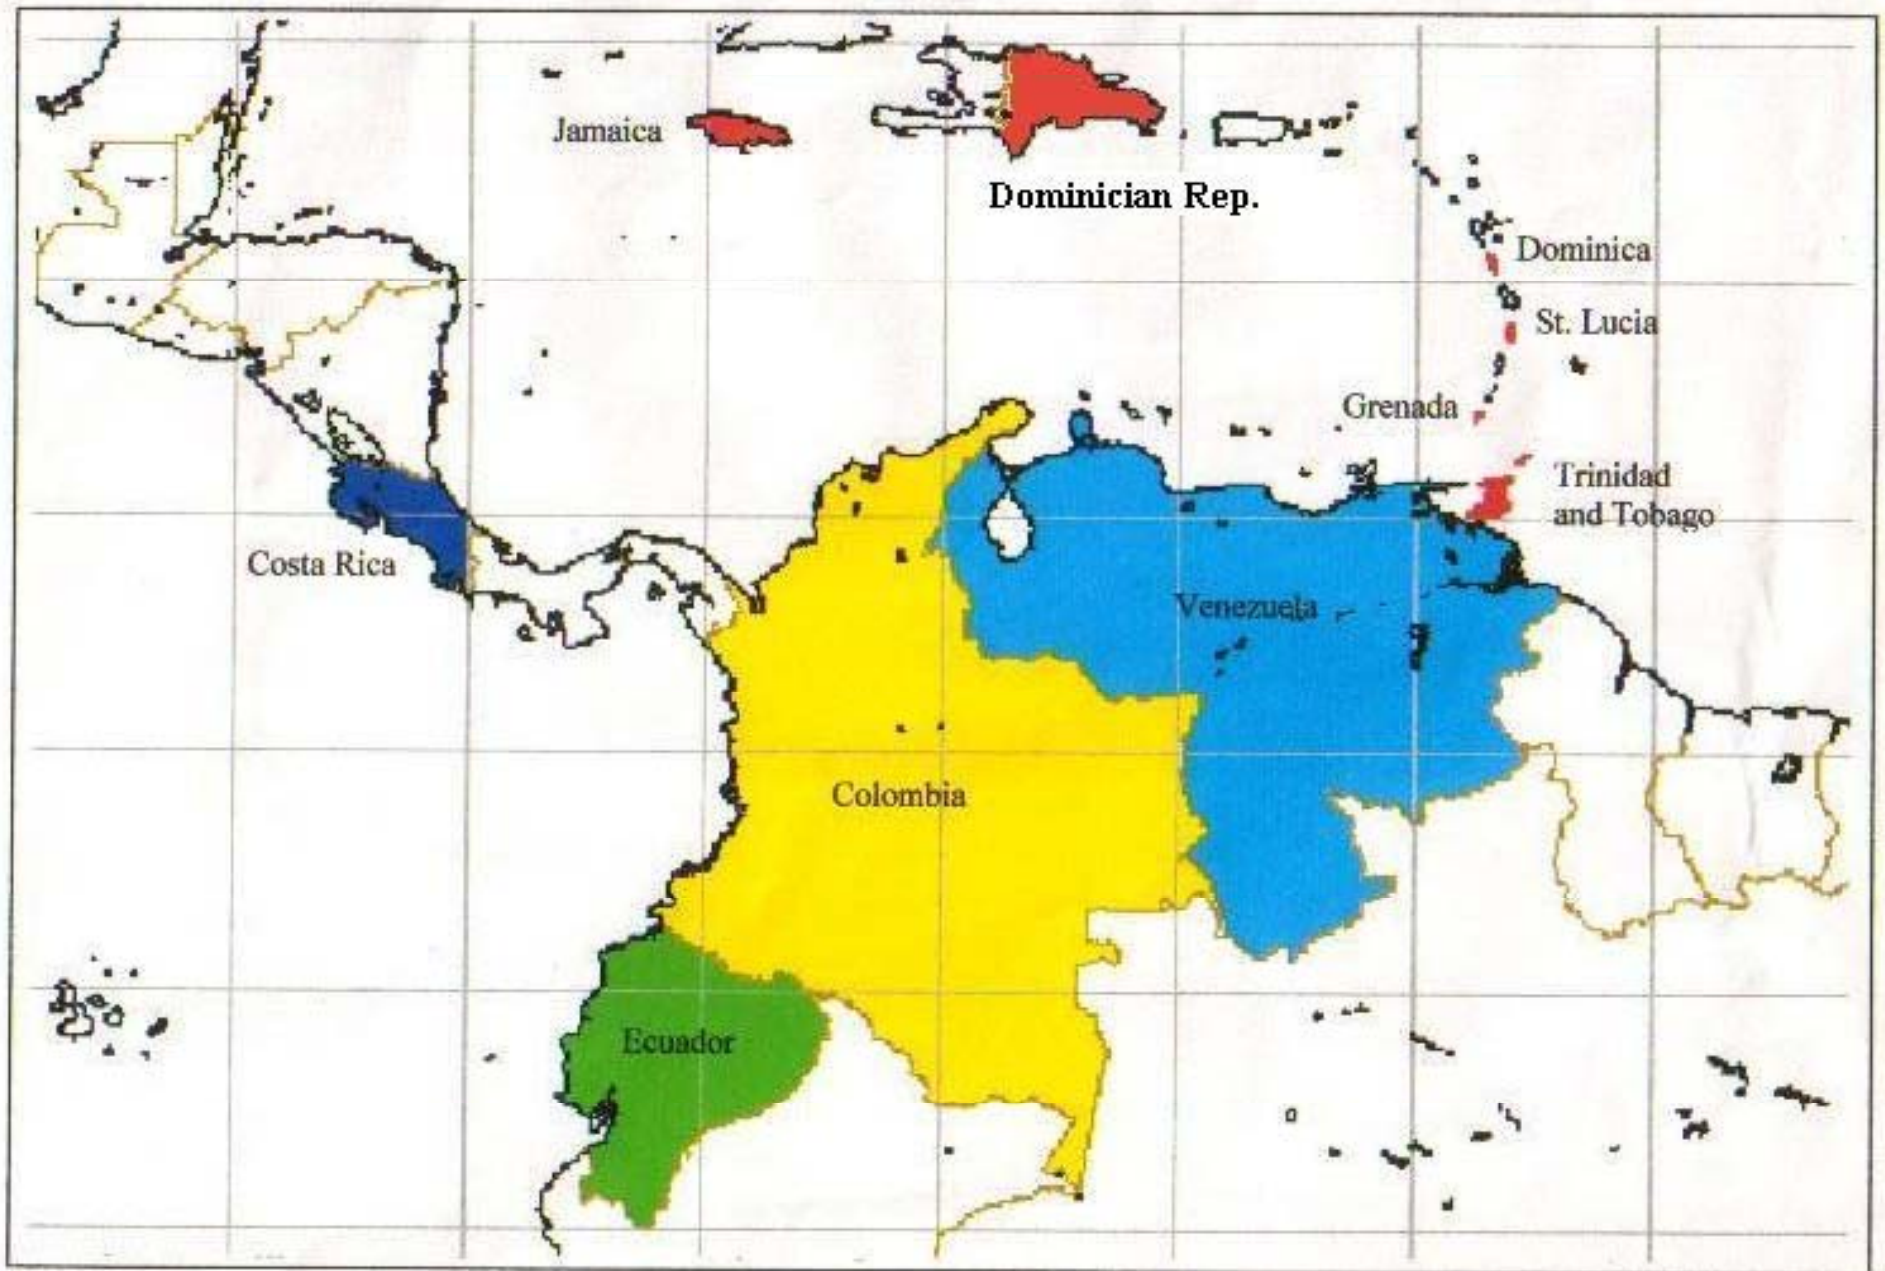 Jamaica
Dominician Rep.
Dominica
St. Lucia
Grenada
Trinidad
and Tobago
Costa Rica
Venezuela
Colombia
Ecuador